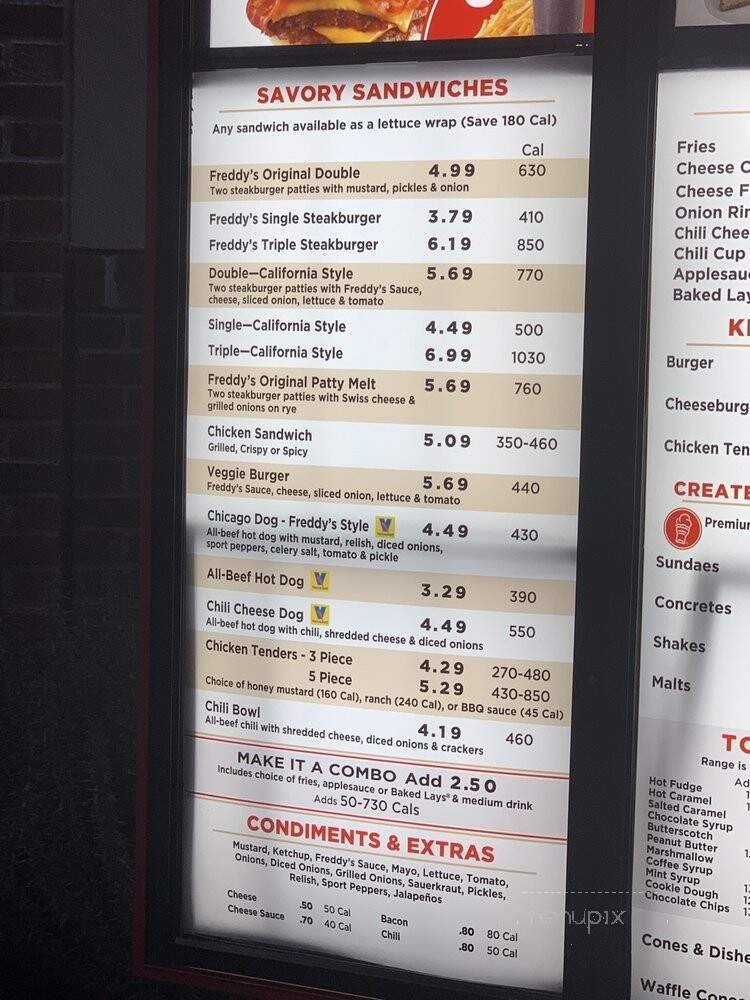 SAVORY SANDWICHES
Any sandwich available as a lettuce wrap (Save 180 Cal)
Cal
Freddy's Original Double 4.99 630
Two steakburger patties with mustard, pickles & onion
Freddy's Single Steakburger 3.79 410
Freddy's Triple Steakburger 6.19 850
Double—California Style 5.69 770
Two steakburger patties with Freddy's Sauce,
cheese, sliced onion, lettuce & tomato
Single—California Style 4.49 500
Triple—California Style 6.99 1030
Freddy's Original Patty Melt 5.69 760
Two steakburger patties with Swiss cheese &
grilled onions on rye
Chicken Sandwich 5.09 350-460
Grilled, Crispy or Spicy
Veggie Burger 5.69 440
Freddy's Sauce, cheese, sliced onion, lettuce & tomato
Chicago Dog - Freddy's Style 4.49 430
All-beef hot dog with mustard, relish, diced onions,
sport peppers, celery salt, tomato & pickle
All-Beef Hot Dog 3.29 390
Chili Cheese Dog 4.49 550
All-beef hot dog with chili, shredded cheese & diced onions
Chicken Tenders - 3 Piece 4.29 270-480
5 Piece 5.29 430-850
Choice of honey mustard (160 Cal), ranch (240 Cal), or BBQ sauce (45 Cal)
Chili Bowl 4.19 460
All-beef chili with shredded cheese, diced onions & crackers
MAKE IT A COMBO Add 2.50
Includes choice of fries, applesauce or Baked Lays® & medium drink
Adds 50-730 Cals
CONDIMENTS & EXTRAS
Mustard, Ketchup, Freddy's Sauce, Mayo, Lettuce, Tomato,
Onions, Diced Onions, Grilled Onions, Sauerkraut, Pickles,
Relish, Sport Peppers, Jalapeños
Cheese .50 50 Cal
Cheese Sauce .70 40 Cal
Bacon .80 80 Cal
Chili .80 50 Cal
Fries
Cheese C
Cheese F
Onion Rin
Chili Chee
Chili Cup
Applesau
Baked Lay
KI
Burger
Cheeseburg
Chicken Ten
CREATE
Premiun
Sundaes
Concretes
Shakes
Malts
TO
Range is
Ad
Hot Fudge
Hot Caramel
Salted Caramel
Chocolate Syrup
Butterscotch
Peanut Butter
Marshmallow
Coffee Syrup
Mint Syrup
Cookie Dough
Chocolate Chips
Cones & Dishe
Waffle Cone
menupix